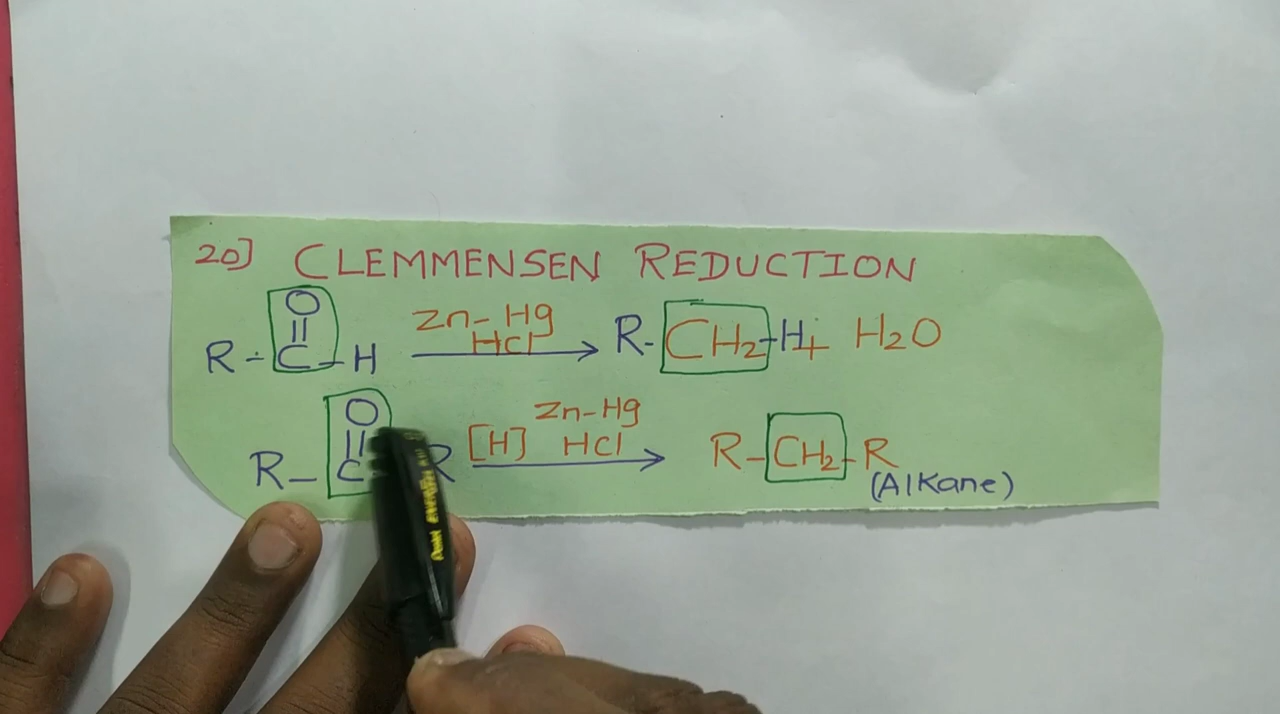 20] CLEMMENSEN REDUCTION
O
||
R - C - H Zn-Hg HCl → R-CH2-H + H2O
O
||
R - C R [H] Zn-Hg HCl → R-CH2-R
(Alkane)